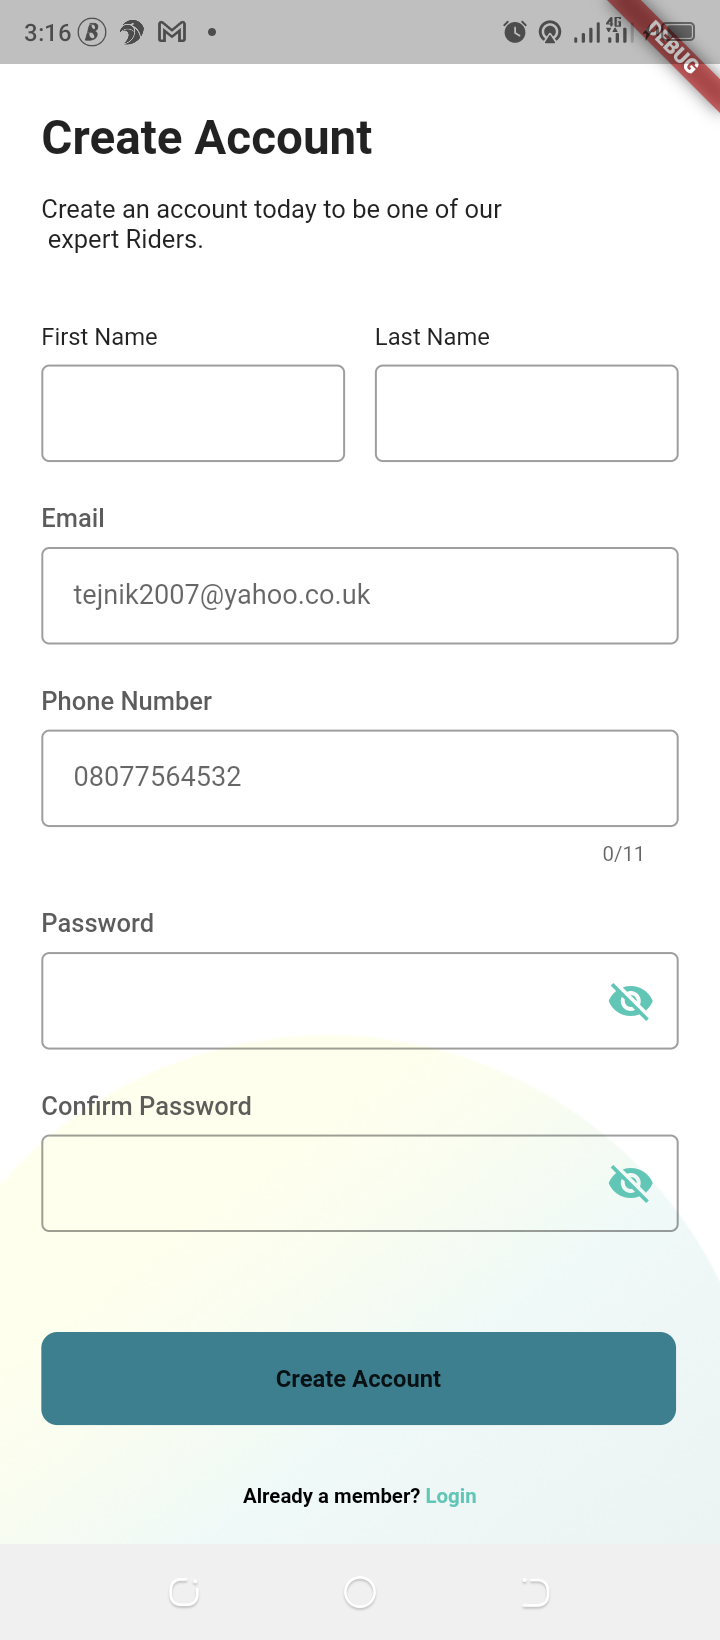 3:16
B
4G
DEBUG
Create Account
Create an account today to be one of our
expert Riders.
First Name
Last Name
Email
tejnik2007@yahoo.co.uk
Phone Number
08077564532
0/11
Password
Confirm Password
Create Account
Already a member? Login